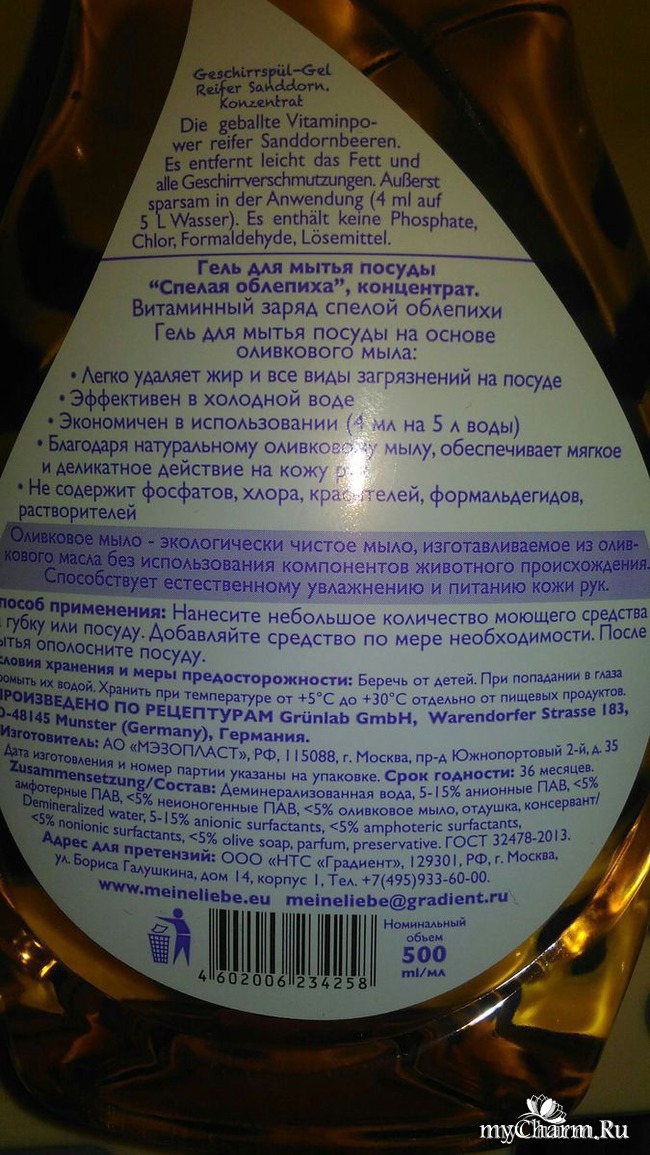 Geschirrspül-Gel
Reifer Sanddorn.
Konzentrat
Die geballte Vitaminpo-
wer reifer Sanddornbeeren.
Es entfernt leicht das Fett und
alle Geschirrverschmutzungen. Außerst
sparsam in der Anwendung (4 ml auf
5 L Wasser). Es enthält keine Phosphate,
Chlor, Formaldehyde, Lösemittel.
Гель для мытья посуды
“Спелая облепиха”, концентрат.
Витаминный заряд спелой облепихи
Гель для мытья посуды на основе
оливкового мыла:
• Легко удаляет жир и все виды загрязнений на посуде
• Эффективен в холодной воде
• Экономичен в использовании (4 мл на 5 л воды)
• Благодаря натуральному оливковому мылу, обеспечивает мягкое
и деликатное действие на кожу
• Не содержит фосфатов, хлора, красителей, формальдегидов,
растворителей
Оливковое мыло - экологически чистое мыло, изготавливаемое из олив-
кового масла без использования компонентов животного происхождения.
Способствует естественному увлажнению и питанию кожи рук.
пособ применения: Нанесите небольшое количество моющего средства
губку или посуду. Добавляйте средство по мере необходимости. После
ытья ополосните посуду.
словия хранения и меры предосторожности: Беречь от детей. При попадании в глаза
ромыть их водой. Хранить при температуре от +5°С до +30°С отдельно от пищевых продуктов.
ПРОИЗВЕДЕНО ПО РЕЦЕПТУРАМ Grünlab GmbH, Warendorfer Strasse 183,
D-48145 Munster (Germany), Германия.
Изготовитель: АО «МЭЗОПЛАСТ», РФ, 115088, г. Москва, пр-д Южнопортовый 2-й, д. 35
Дата изготовления и номер партии указаны на упаковке. Срок годности: 36 месяцев.
Zusammensetzung/Состав: Деминерализованная вода, 5-15% анионные ПАВ, <5%
амфотерные ПАВ, <5% неионогенные ПАВ, <5% оливковое мыло, отдушка, консервант/
Demineralized water, 5-15% anionic surfactants, <5% amphoteric surfactants,
<5% nonionic surfactants, <5% olive soap, parfum, preservative. ГОСТ 32478-2013.
Адрес для претензий: ООО «НТС «Градиент», 129301, РФ, г. Москва,
ул. Бориса Галушкина, дом 14, корпус 1, Тел. +7(495)933-60-00.
www.meineliebe.eu meineliebe@gradient.ru
Номинальный
объем
500
ml/мл
4 602006 234258
myCharm.Ru